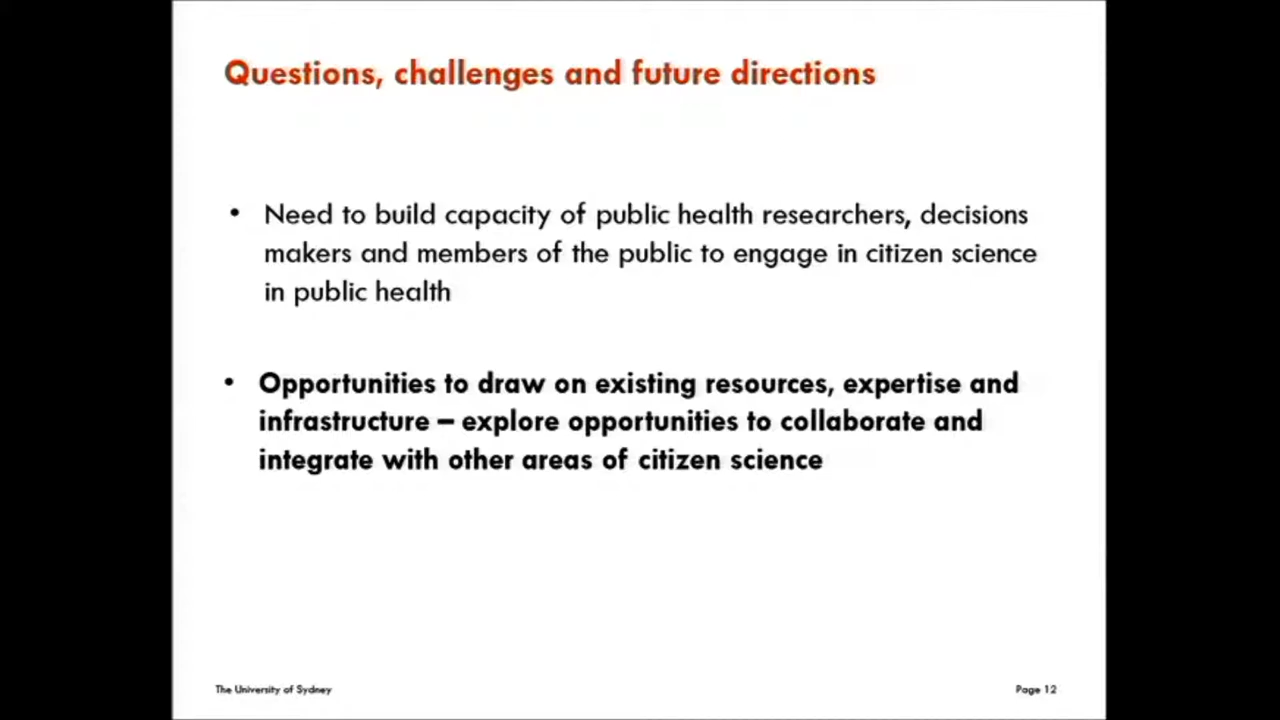 Questions, challenges and future directions
• Need to build capacity of public health researchers, decisions
makers and members of the public to engage in citizen science
in public health
• Opportunities to draw on existing resources, expertise and
infrastructure – explore opportunities to collaborate and
integrate with other areas of citizen science
The University of Sydney
Page 12